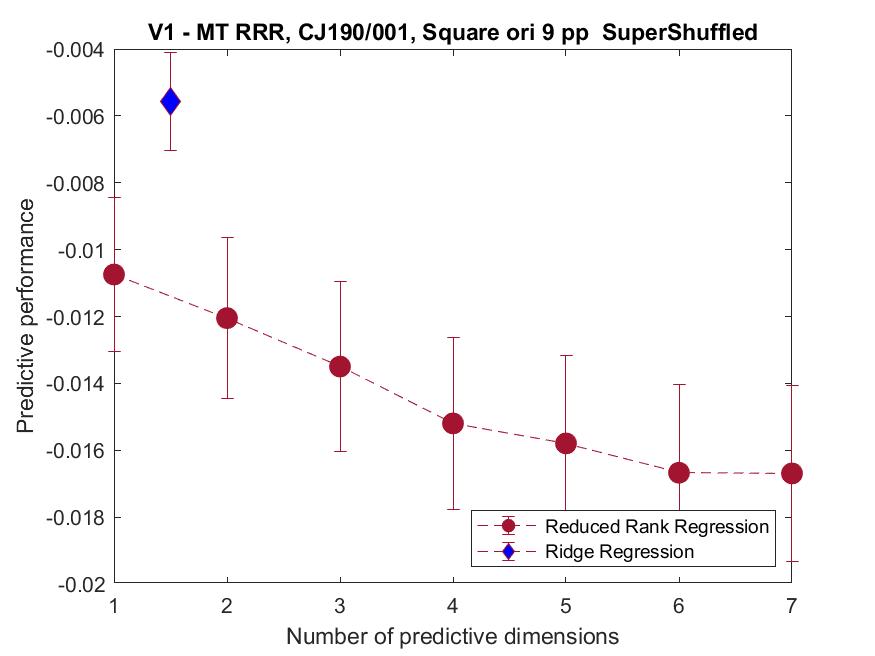 V1 - MT RRR, CJ190/001, Square ori 9 pp  SuperShuffled
-0.004
-0.006
-0.008
-0.01
-0.012
-0.014
-0.016
-0.018
-0.02
Predictive performance
Reduced Rank Regression
Ridge Regression
1 2 3 4 5 6 7
Number of predictive dimensions